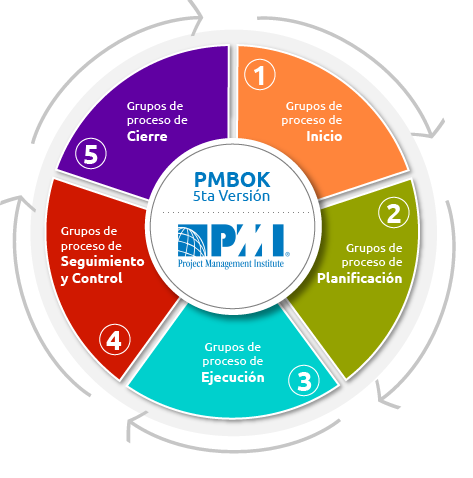 1
Grupos de
proceso de
Inicio
2
Grupos de
proceso de
Planificación
3
Grupos de
proceso de
Ejecución
4
Grupos de
proceso de
Seguimiento
y Control
5
Grupos de
proceso de
Cierre
PMBOK
5ta Versión
PMI®
Project Management Institute